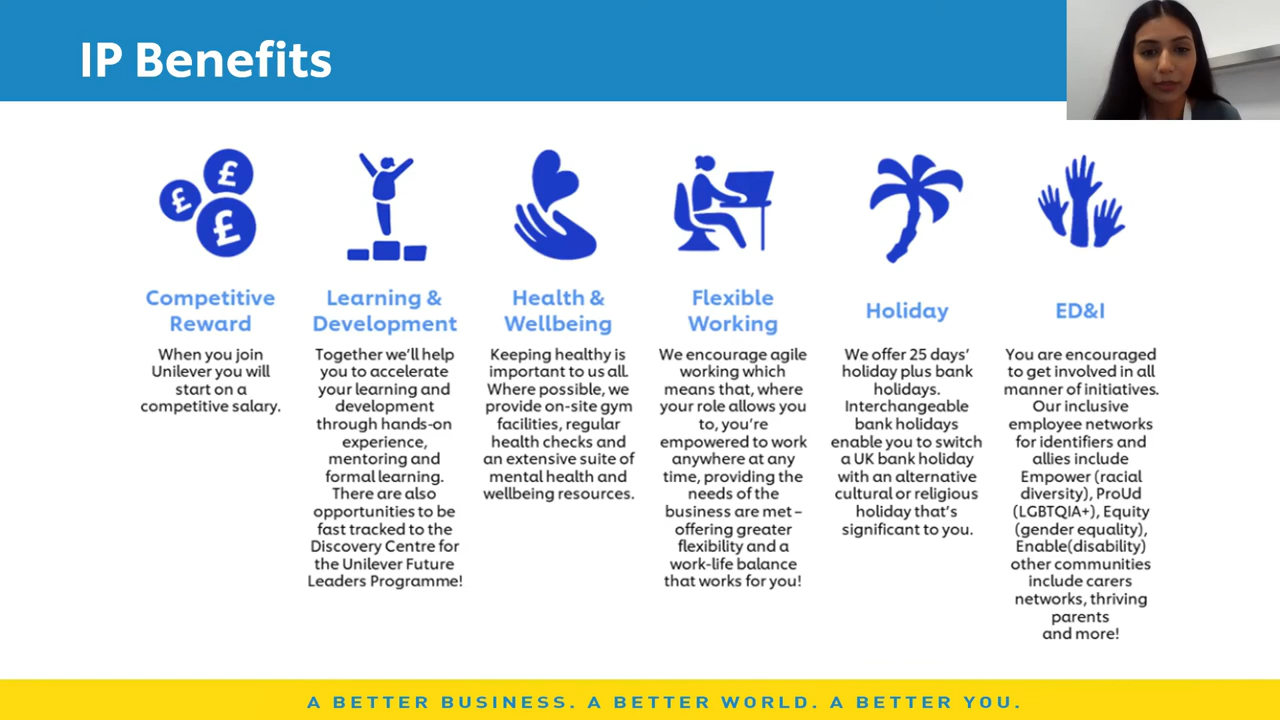 IP Benefits
£
£
£
Competitive
Reward
When you join
Unilever you will
start on a
competitive salary.
Learning &
Development
Together we'll help
you to accelerate
your learning and
development
through hands-on
experience,
mentoring and
formal learning.
There are also
opportunities to be
fast tracked to the
Discovery Centre for
the Unilever Future
Leaders Programme!
Health &
Wellbeing
Keeping healthy is
important to us all.
Where possible, we
provide on-site gym
facilities, regular
health checks and
an extensive suite of
mental health and
wellbeing resources.
Flexible
Working
We encourage agile
working which
means that, where
your role allows you
to, you're
empowered to work
anywhere at any
time, providing the
needs of the
business are met –
offering greater
flexibility and a
work-life balance
that works for you!
Holiday
We offer 25 days'
holiday plus bank
holidays.
Interchangeable
bank holidays
enable you to switch
a UK bank holiday
with an alternative
cultural or religious
holiday that's
significant to you.
ED&I
You are encouraged
to get involved in all
manner of initiatives.
Our inclusive
employee networks
for identifiers and
allies include
Empower (racial
diversity), ProUd
(LGBTQIA+), Equity
(gender equality),
Enable(disability)
other communities
include carers
networks, thriving
parents
and more!
A BETTER BUSINESS. A BETTER WORLD. A BETTER YOU.